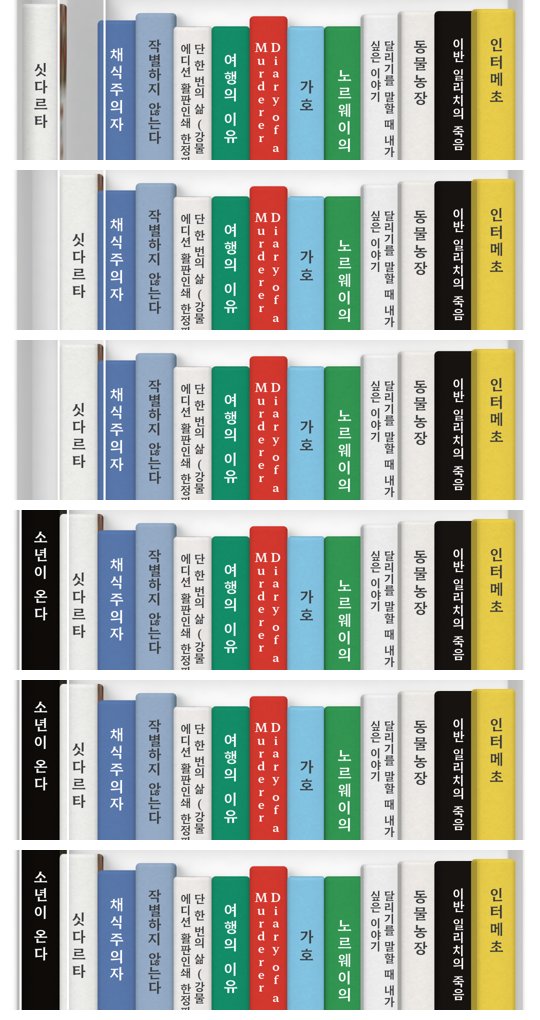 싯다르타
채식주의자
작별하지 않는다
단 한 번의 삶 (강물
에디션 활판인쇄 한정
여행의 이유
Diary of a
Murderer
가호
노르웨이의
달리기를 말할 때 내가
싶은 이야기
동물농장
이반 일리치의 죽음
인터메초
싯다르타
채식주의자
작별하지 않는다
단 한 번의 삶 (강물
에디션 활판인쇄 한정
여행의 이유
Diary of a
Murderer
가호
노르웨이의
달리기를 말할 때 내가
싶은 이야기
동물농장
이반 일리치의 죽음
인터메초
싯다르타
채식주의자
작별하지 않는다
단 한 번의 삶 (강물
에디션 활판인쇄 한정
여행의 이유
Diary of a
Murderer
가호
노르웨이의
달리기를 말할 때 내가
싶은 이야기
동물농장
이반 일리치의 죽음
인터메초
소년이 온다
싯다르타
채식주의자
작별하지 않는다
단 한 번의 삶 (강물
에디션 활판인쇄 한정
여행의 이유
Diary of a
Murderer
가호
노르웨이의
달리기를 말할 때 내가
싶은 이야기
동물농장
이반 일리치의 죽음
인터메초
소년이 온다
싯다르타
채식주의자
작별하지 않는다
단 한 번의 삶 (강물
에디션 활판인쇄 한정
여행의 이유
Diary of a
Murderer
가호
노르웨이의
달리기를 말할 때 내가
싶은 이야기
동물농장
이반 일리치의 죽음
인터메초
소년이 온다
싯다르타
채식주의자
작별하지 않는다
단 한 번의 삶 (강물
에디션 활판인쇄 한정
여행의 이유
Diary of a
Murderer
가호
노르웨이의
달리기를 말할 때 내가
싶은 이야기
동물농장
이반 일리치의 죽음
인터메초